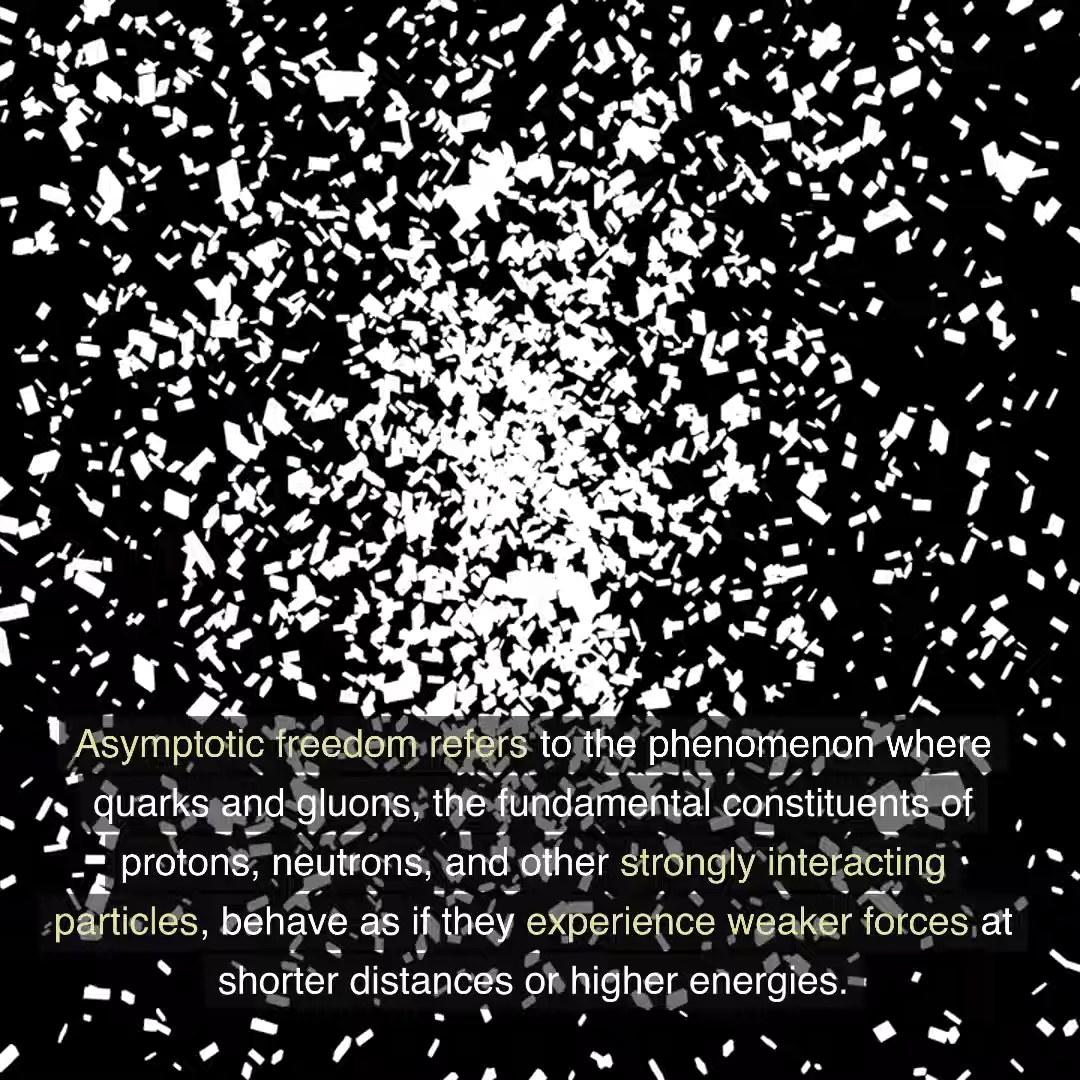 Asymptotic freedom refers to the phenomenon where
quarks and gluons, the fundamental constituents of
protons, neutrons, and other strongly interacting
particles, behave as if they experience weaker forces at
shorter distances or higher energies.